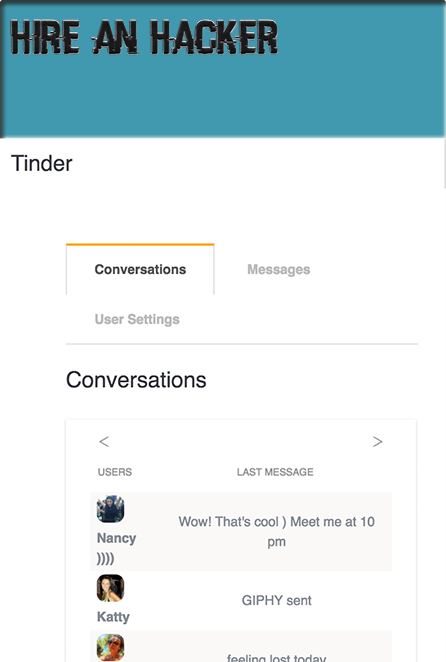 HIRE AN HACKER
Tinder
Conversations
Messages
User Settings
Conversations
< >
USERS LAST MESSAGE
Wow! That's cool ) Meet me at 10
pm
Nancy
))))
GIPHY sent
Katty
feeling lost today